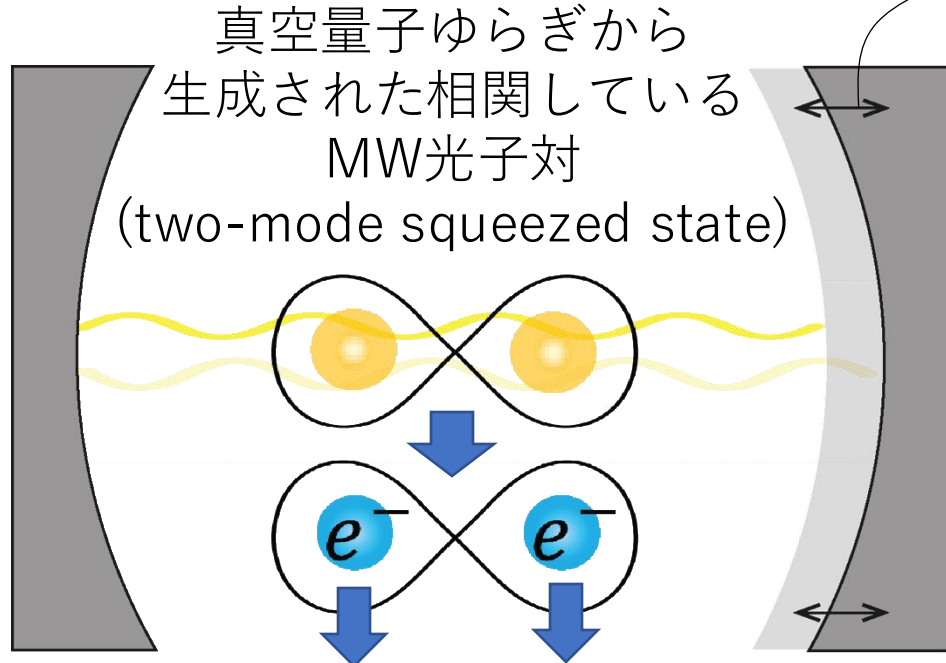 真空量子ゆらぎから
生成された相関している
MW光子対
(two-mode squeezed state)
e⁻ e⁻